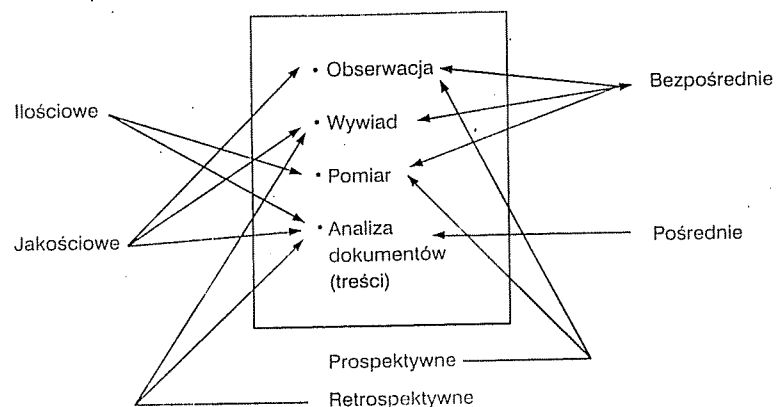 • Obserwacja
Bezpośrednie
Ilościowe
• Wywiad
• Pomiar
Jakościowe
• Analiza
dokumentów
(treści)
Pośrednie
Prospektywne
Retrospektywne